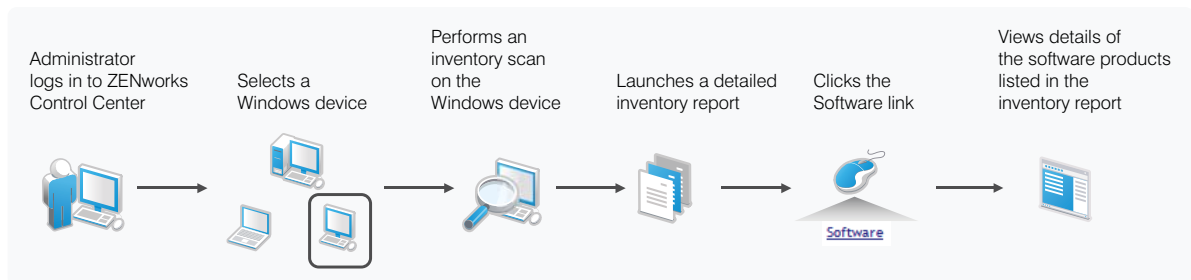 Administrator
logs in to ZENworks
Control Center
Selects a
Windows device
Performs an
inventory scan
on the
Windows device
Launches a detailed
inventory report
Clicks the
Software link
Views details of
the software products
listed in the
inventory report
Software